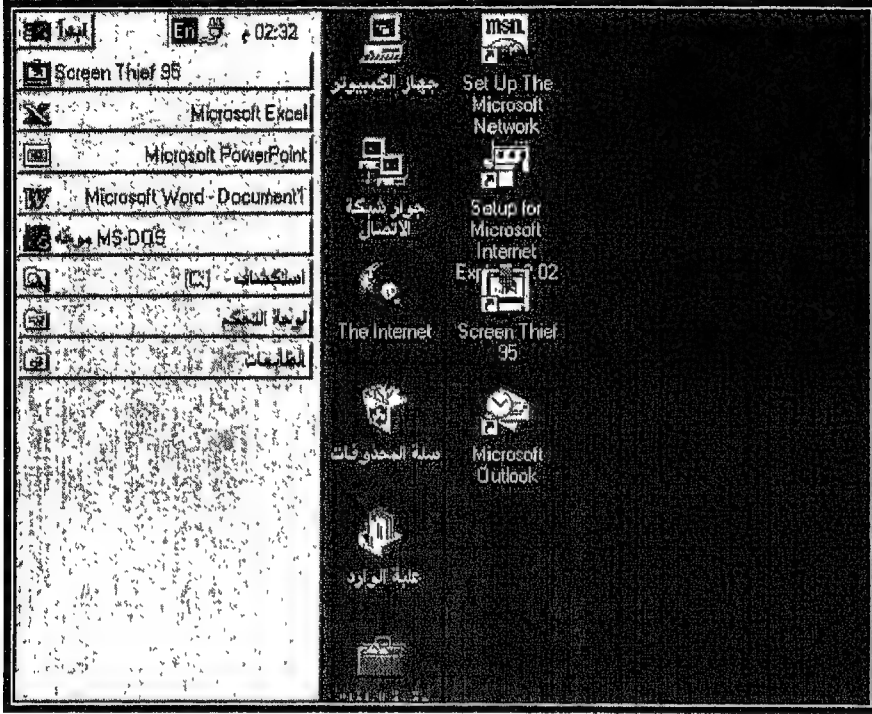 ابدأ
En
02:32 م
Screen Thief 95
Microsoft Excel
Microsoft PowerPoint
Microsoft Word - Document1
موجّه MS-DOS
استكشاف - [C:]
لوحة التحكم
الطابعات
جهاز الكمبيوتر
جوار شبكة
الاتصال
The Internet
سلة المحذوفات
علبة الوارد
msn
Set Up The
Microsoft
Network
Setup for
Microsoft
Internet
Screen Thief
95
Microsoft
Outlook